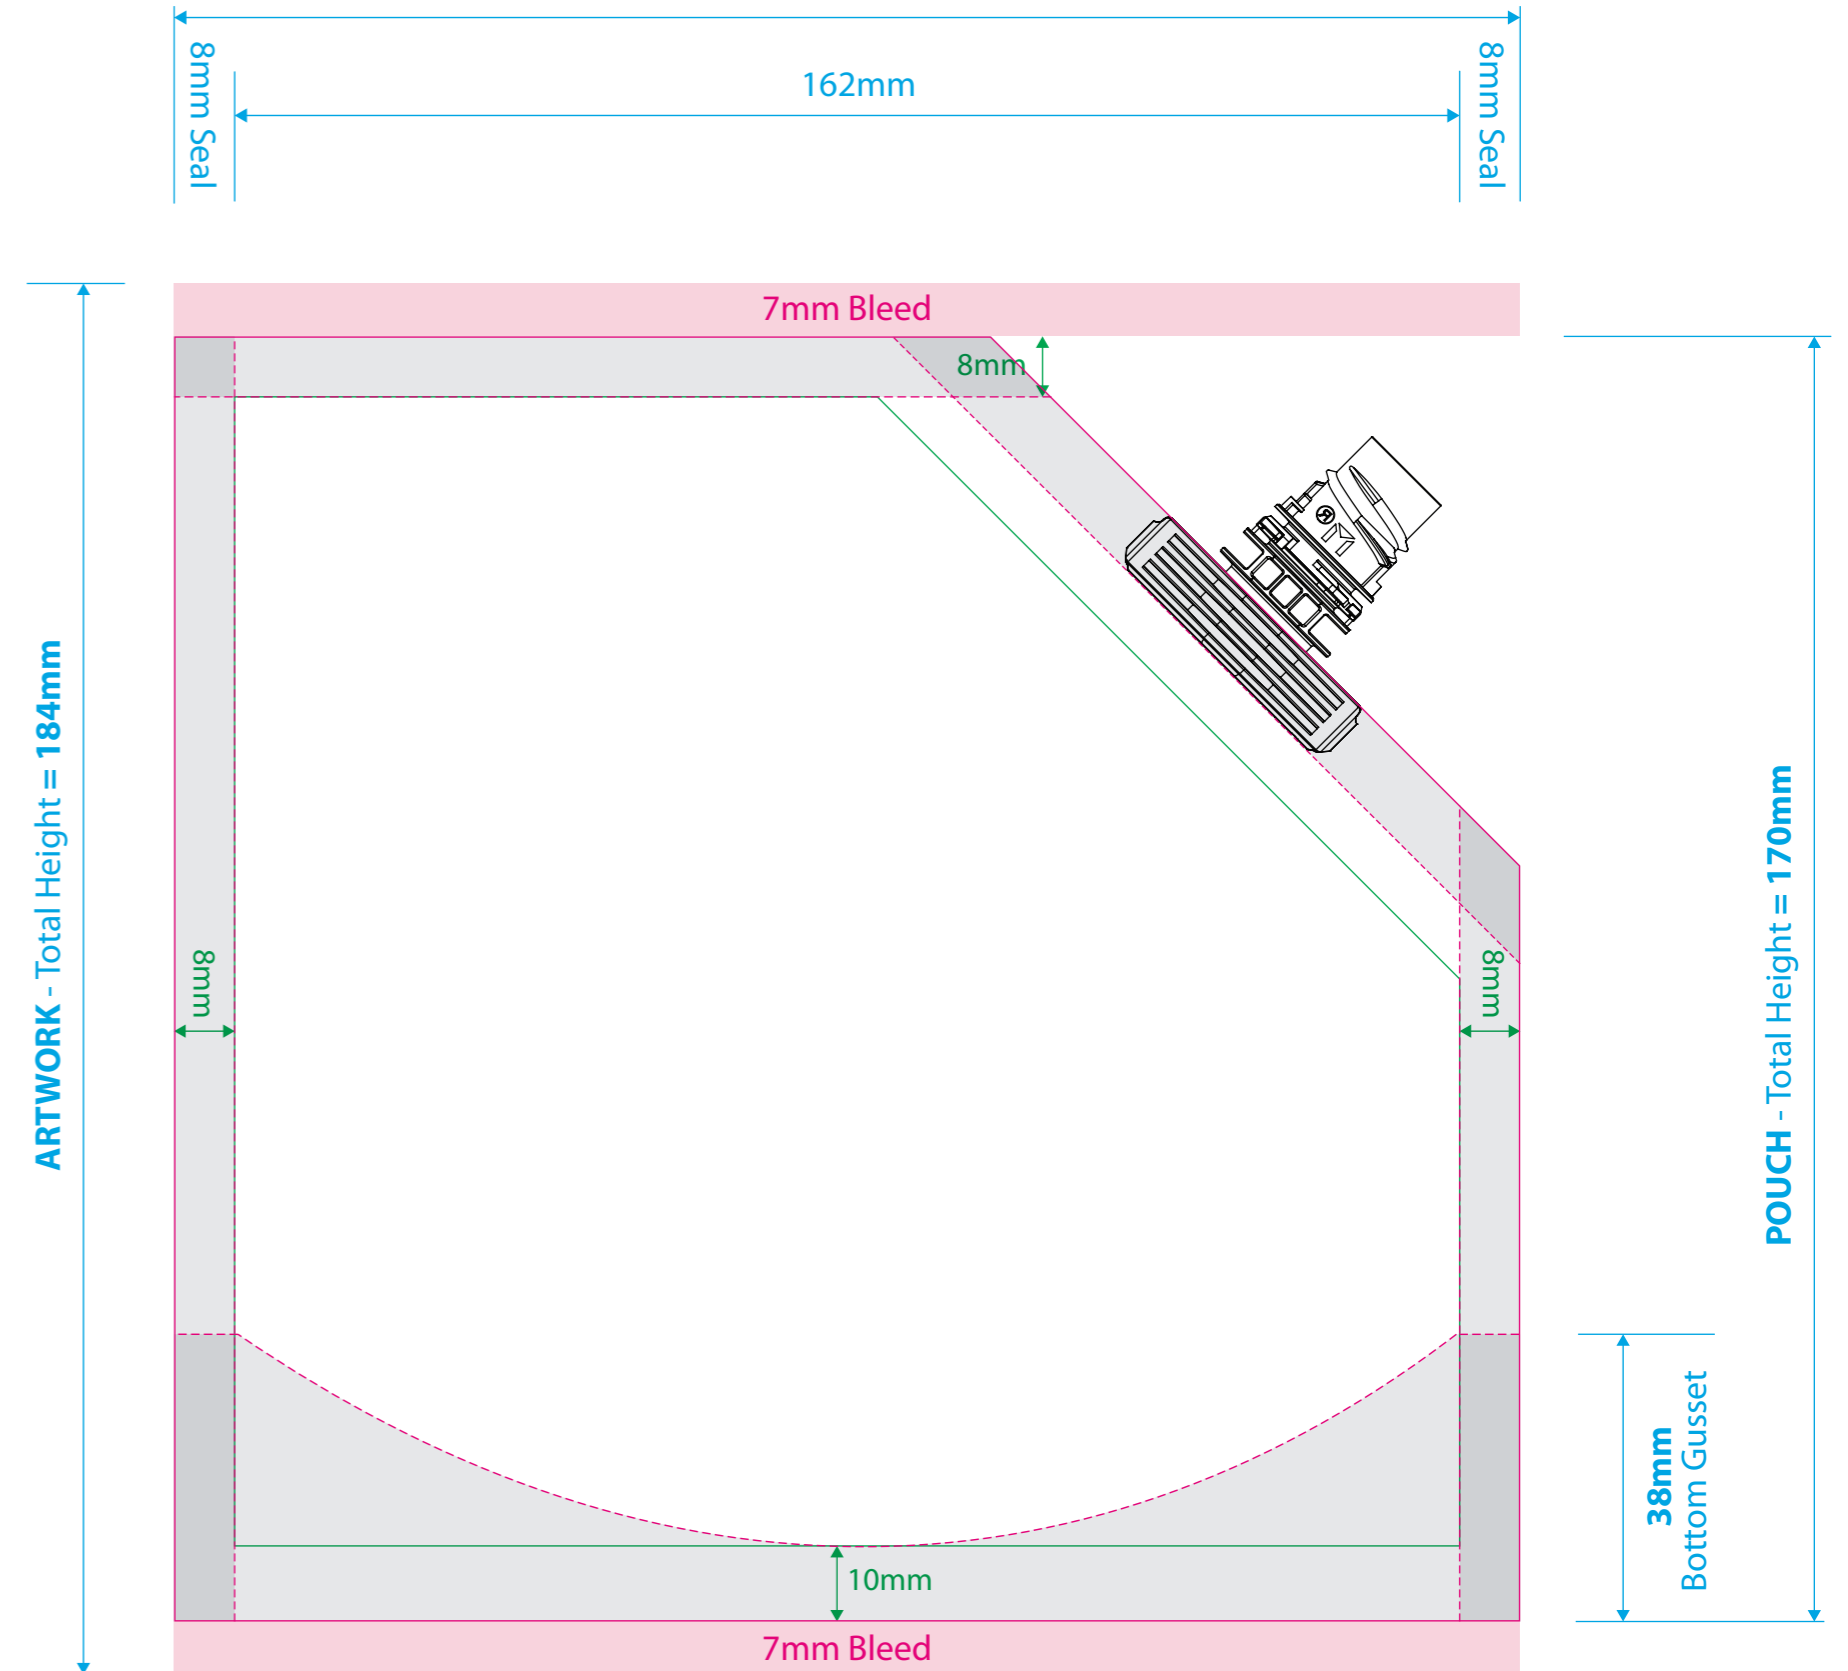 8mm Seal
162mm
8mm Seal
7mm Bleed
8mm
®
ARTWORK - Total Height = 184mm
POUCH - Total Height = 170mm
8mm
8mm
38mm
Bottom Gusset
10mm
7mm Bleed